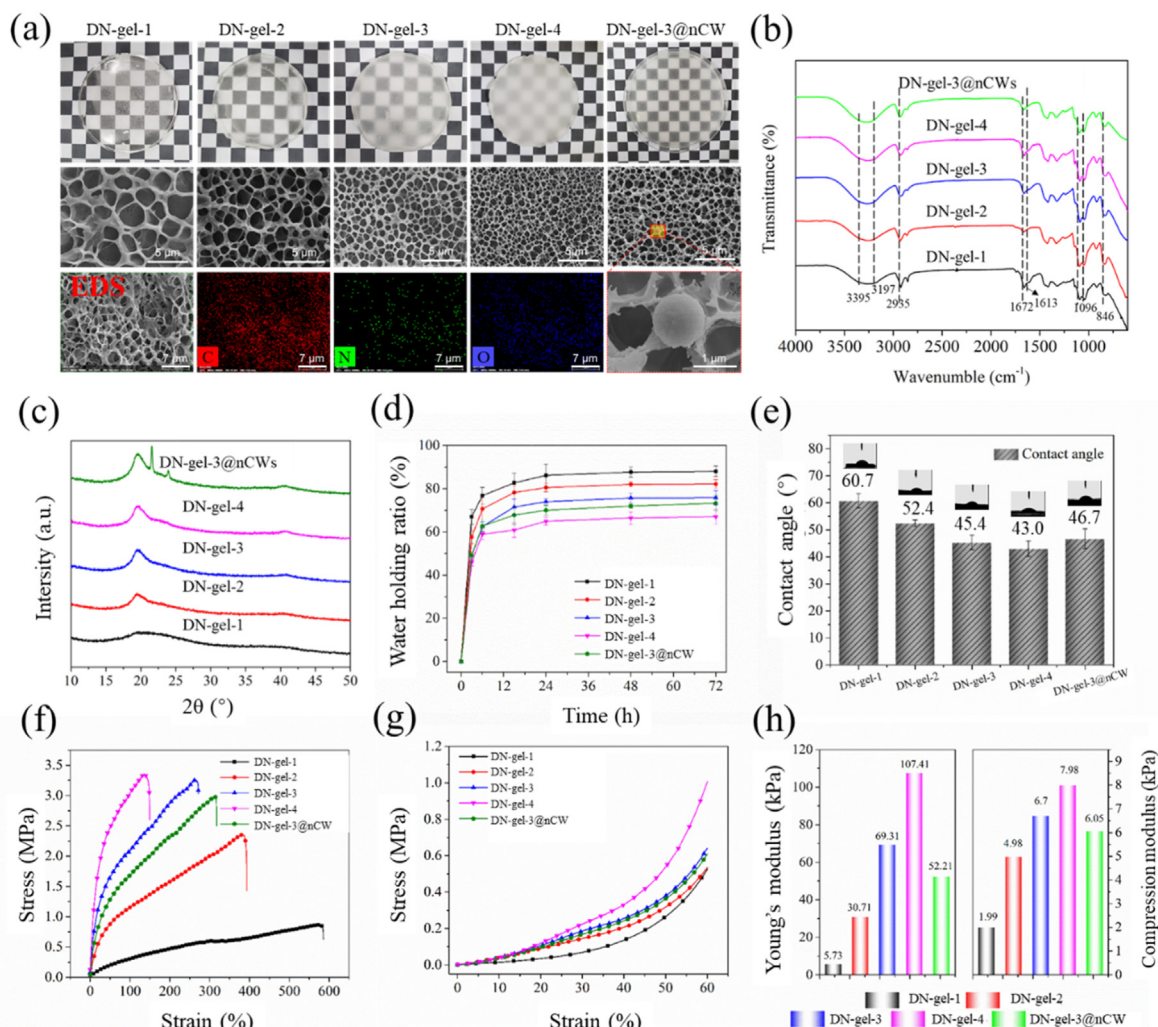 (a)
DN-gel-1 DN-gel-2 DN-gel-3 DN-gel-4 DN-gel-3@nCW
5 μm 5 μm 5 μm 5 μm 5 μm
EDS
7 μm C 7 μm N 7 μm O 7 μm 1 μm
(b)
DN-gel-3@nCWs
DN-gel-4
DN-gel-3
DN-gel-2
DN-gel-1
3395 3197 2935 1672 1613 1096 846
Transmittance (%)
4000 3500 3000 2500 2000 1500 1000
Wavenumble (cm⁻¹)
(c)
DN-gel-3@nCWs
DN-gel-4
DN-gel-3
DN-gel-2
DN-gel-1
Intersity (a.u.)
10 15 20 25 30 35 40 45 50
2θ (°)
(d)
Water holding ratio (%)
100
80
60
40
20
0
DN-gel-1
DN-gel-2
DN-gel-3
DN-gel-4
DN-gel-3@nCW
0 12 24 36 48 60 72
Time (h)
(e)
Contact angle (°)
80
70
60
50
40
30
20
10
0
Contact angle
60.7 52.4 45.4 43.0 46.7
DN-gel-1 DN-gel-2 DN-gel-3 DN-gel-4 DN-gel-3@nCW
(f)
Stress (MPa)
3.5
3.0
2.5
2.0
1.5
1.0
0.5
0.0
DN-gel-1
DN-gel-2
DN-gel-3
DN-gel-4
DN-gel-3@nCW
0 100 200 300 400 500 600
Strain (%)
(g)
Stress (MPa)
1.2
1.0
0.8
0.6
0.4
0.2
0.0
DN-gel-1
DN-gel-2
DN-gel-3
DN-gel-4
DN-gel-3@nCW
0 10 20 30 40 50 60
Strain (%)
(h)
Young's modulus (kPa)
120
100
80
60
40
20
0
5.73 30.71 69.31 107.41 52.21
1.99 4.98 6.7 7.98 6.05
9
8
7
6
5
4
3
2
1
0
Compression modulus (kPa)
DN-gel-1 DN-gel-2
DN-gel-3 DN-gel-4 DN-gel-3@nCW